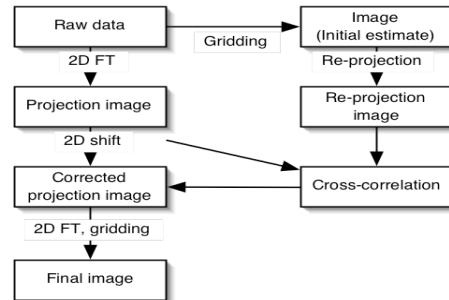 Raw data
Gridding
Image
(Initial estimate)
2D FT
Re-projection
Projection image
Re-projection
image
2D shift
Corrected
projection image
Cross-correlation
2D FT, gridding
Final image